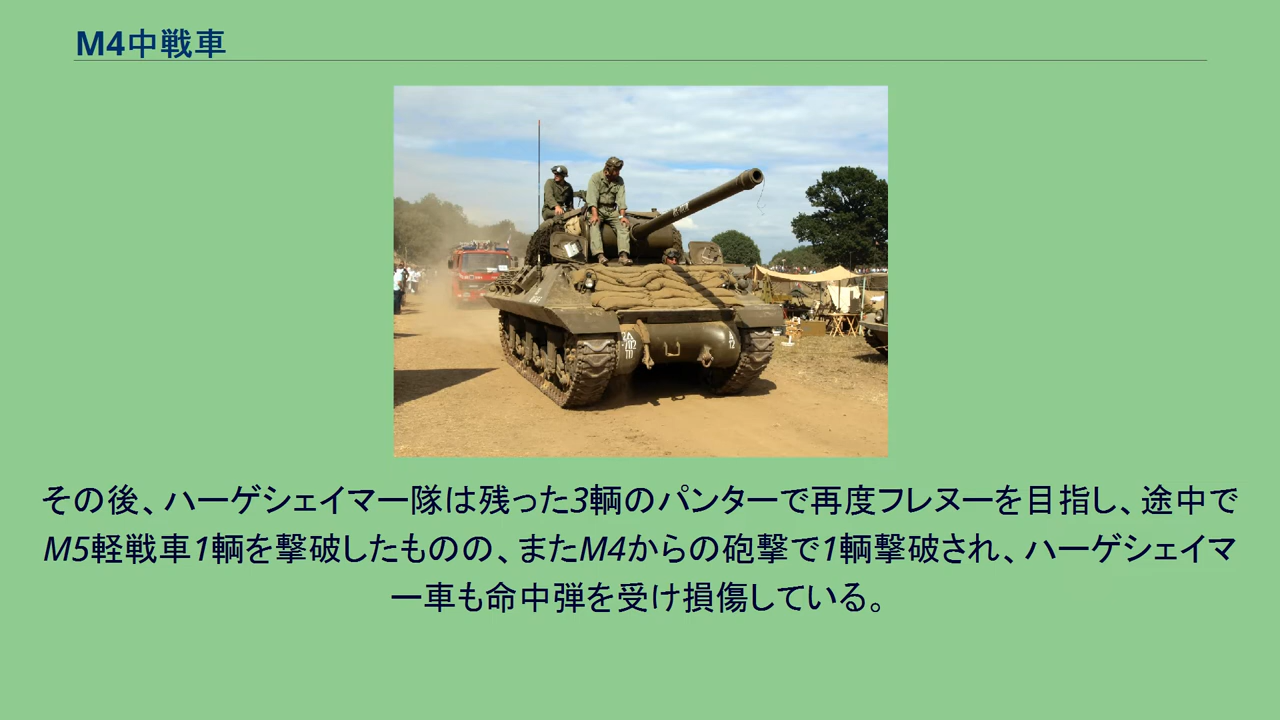 M4中戦車
その後、ハーゲシェイマー隊は残った3輌のパンターで再度フレヌーを目指し、途中で
M5軽戦車1輌を撃破したものの、またM4からの砲撃で1輌撃破され、ハーゲシェイマ
ー車も命中弾を受け損傷している。